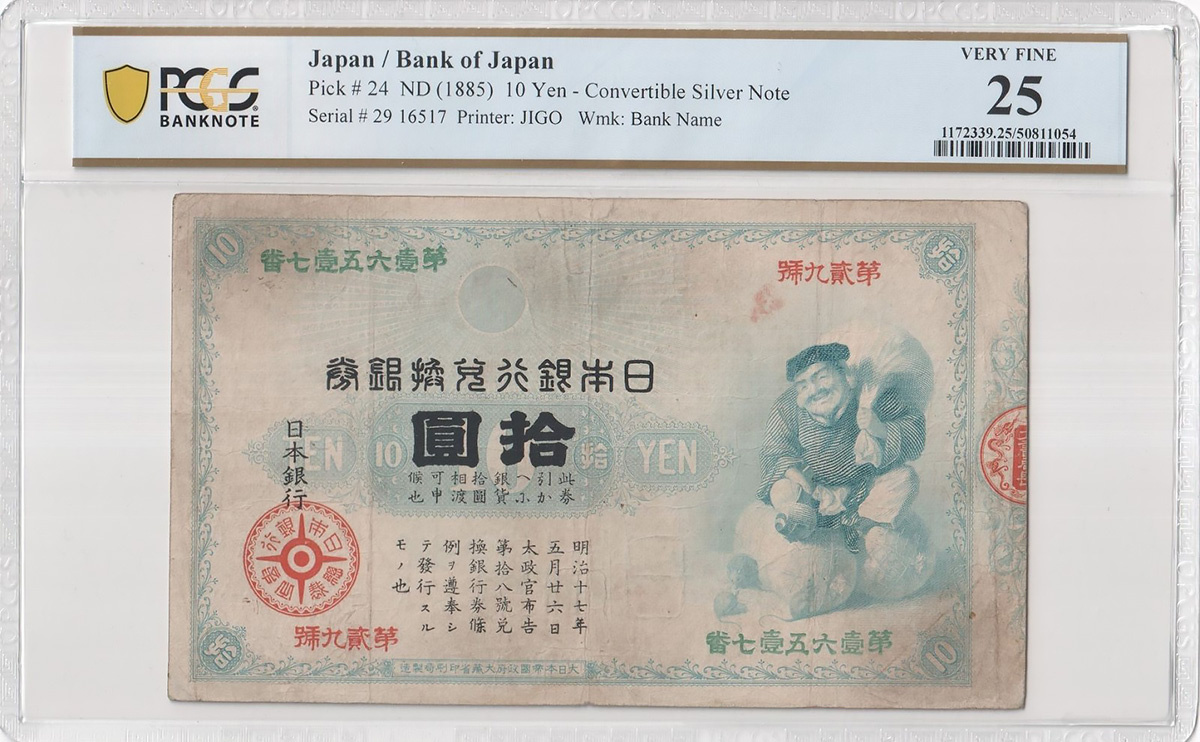 PCGS
BANKNOTE
Japan / Bank of Japan
Pick # 24 ND (1885) 10 Yen - Convertible Silver Note
Serial # 29 16517 Printer: JIGO Wmk: Bank Name
VERY FINE
25
1172339.25/50811054
10
拾
第壹六五壹七番
第貳九號
日本銀行兌換銀券
拾圓
YEN
10
拾
YEN
此券
引か
へに
銀貨
拾圓
相渡
可申
候也
日本銀行
明治十七年
五月廿六日
太政官布告
第拾八號兌
換銀行券條
例ヲ遵奉シ
テ發行スル
モノ也
第貳九號
第壹六五壹七番
拾
10
大日本帝國政府大藏省印刷局製造